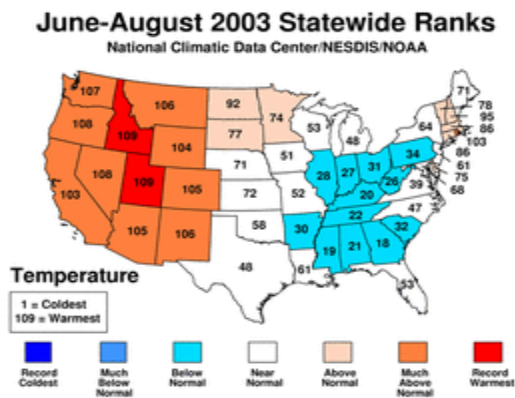 June-August 2003 Statewide Ranks
National Climatic Data Center/NESDIS/NOAA
107
106
92
74
71
78
95
86
103
86
61
75
68
108
109
104
77
53
48
64
34
103
108
109
105
71
51
28
27
31
26
39
72
52
20
47
105
106
58
30
22
32
48
61
19
21
18
53
Temperature
1 = Coldest
109 = Warmest
Record
Coldest
Much
Below
Normal
Below
Normal
Near
Normal
Above
Normal
Much
Above
Normal
Record
Warmest